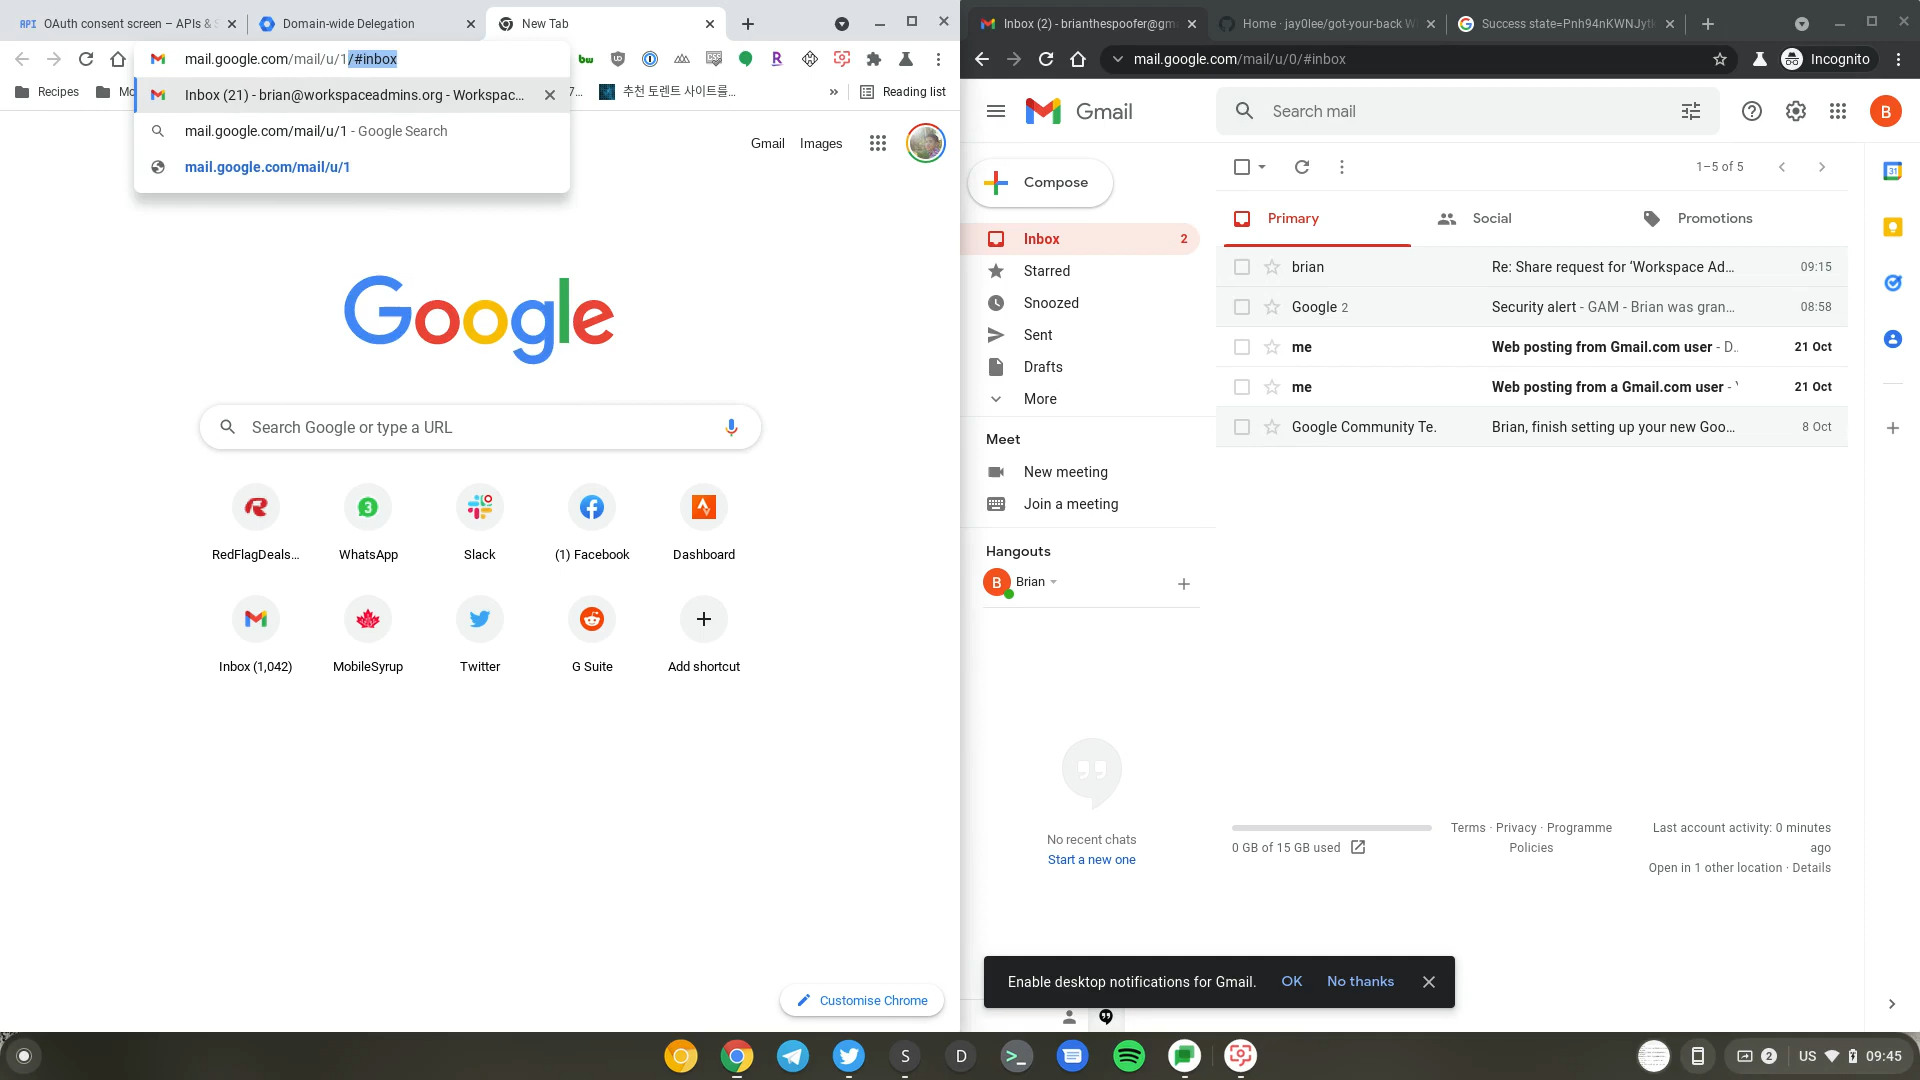 API OAuth consent screen – APIs & S
Domain-wide Delegation
New Tab
mail.google.com/mail/u/1/#inbox
Inbox (21) - brian@workspaceadmins.org - Workspac...
mail.google.com/mail/u/1 - Google Search
mail.google.com/mail/u/1
Recipes
Mo
추천 토렌트 사이트를...
»
Reading list
Gmail
Images
Google
Search Google or type a URL
RedFlagDeals...
WhatsApp
Slack
(1) Facebook
Dashboard
Inbox (1,042)
MobileSyrup
Twitter
G Suite
Add shortcut
Customise Chrome
Inbox (2) - brianthespoofer@gm
Home · jay0lee/got-your-back W
Success state=Pnh94nKWNJyt
mail.google.com/mail/u/0/#inbox
Incognito
Gmail
Search mail
B
Compose
1–5 of 5
31
Inbox 2
Starred
Snoozed
Sent
Drafts
More
Primary
Social
Promotions
brian Re: Share request for ‘Workspace Ad... 09:15
Google 2 Security alert - GAM - Brian was gran... 08:58
me Web posting from Gmail.com user - D.. 21 Oct
me Web posting from a Gmail.com user - 21 Oct
Google Community Te. Brian, finish setting up your new Goo... 8 Oct
Meet
New meeting
Join a meeting
Hangouts
B Brian
No recent chats
Start a new one
0 GB of 15 GB used
Terms · Privacy · Programme
Policies
Last account activity: 0 minutes
ago
Open in 1 other location · Details
Enable desktop notifications for Gmail. OK No thanks
S
D
2
US
09:45